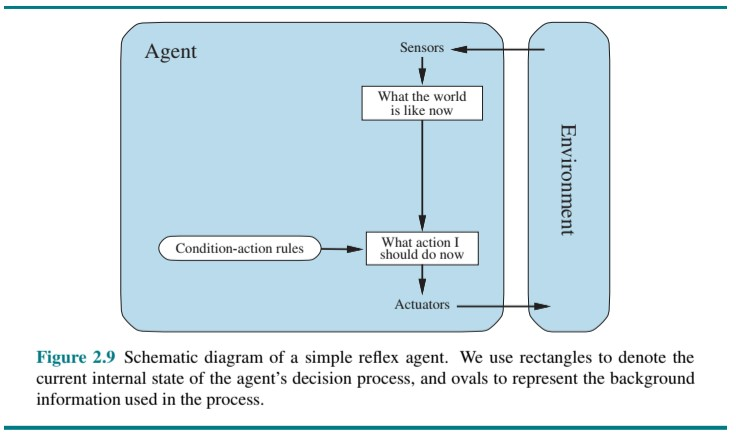 Agent
Sensors
What the world
is like now
Environment
Condition-action rules
What action I
should do now
Actuators
Figure 2.9 Schematic diagram of a simple reflex agent. We use rectangles to denote the
current internal state of the agent's decision process, and ovals to represent the background
information used in the process.